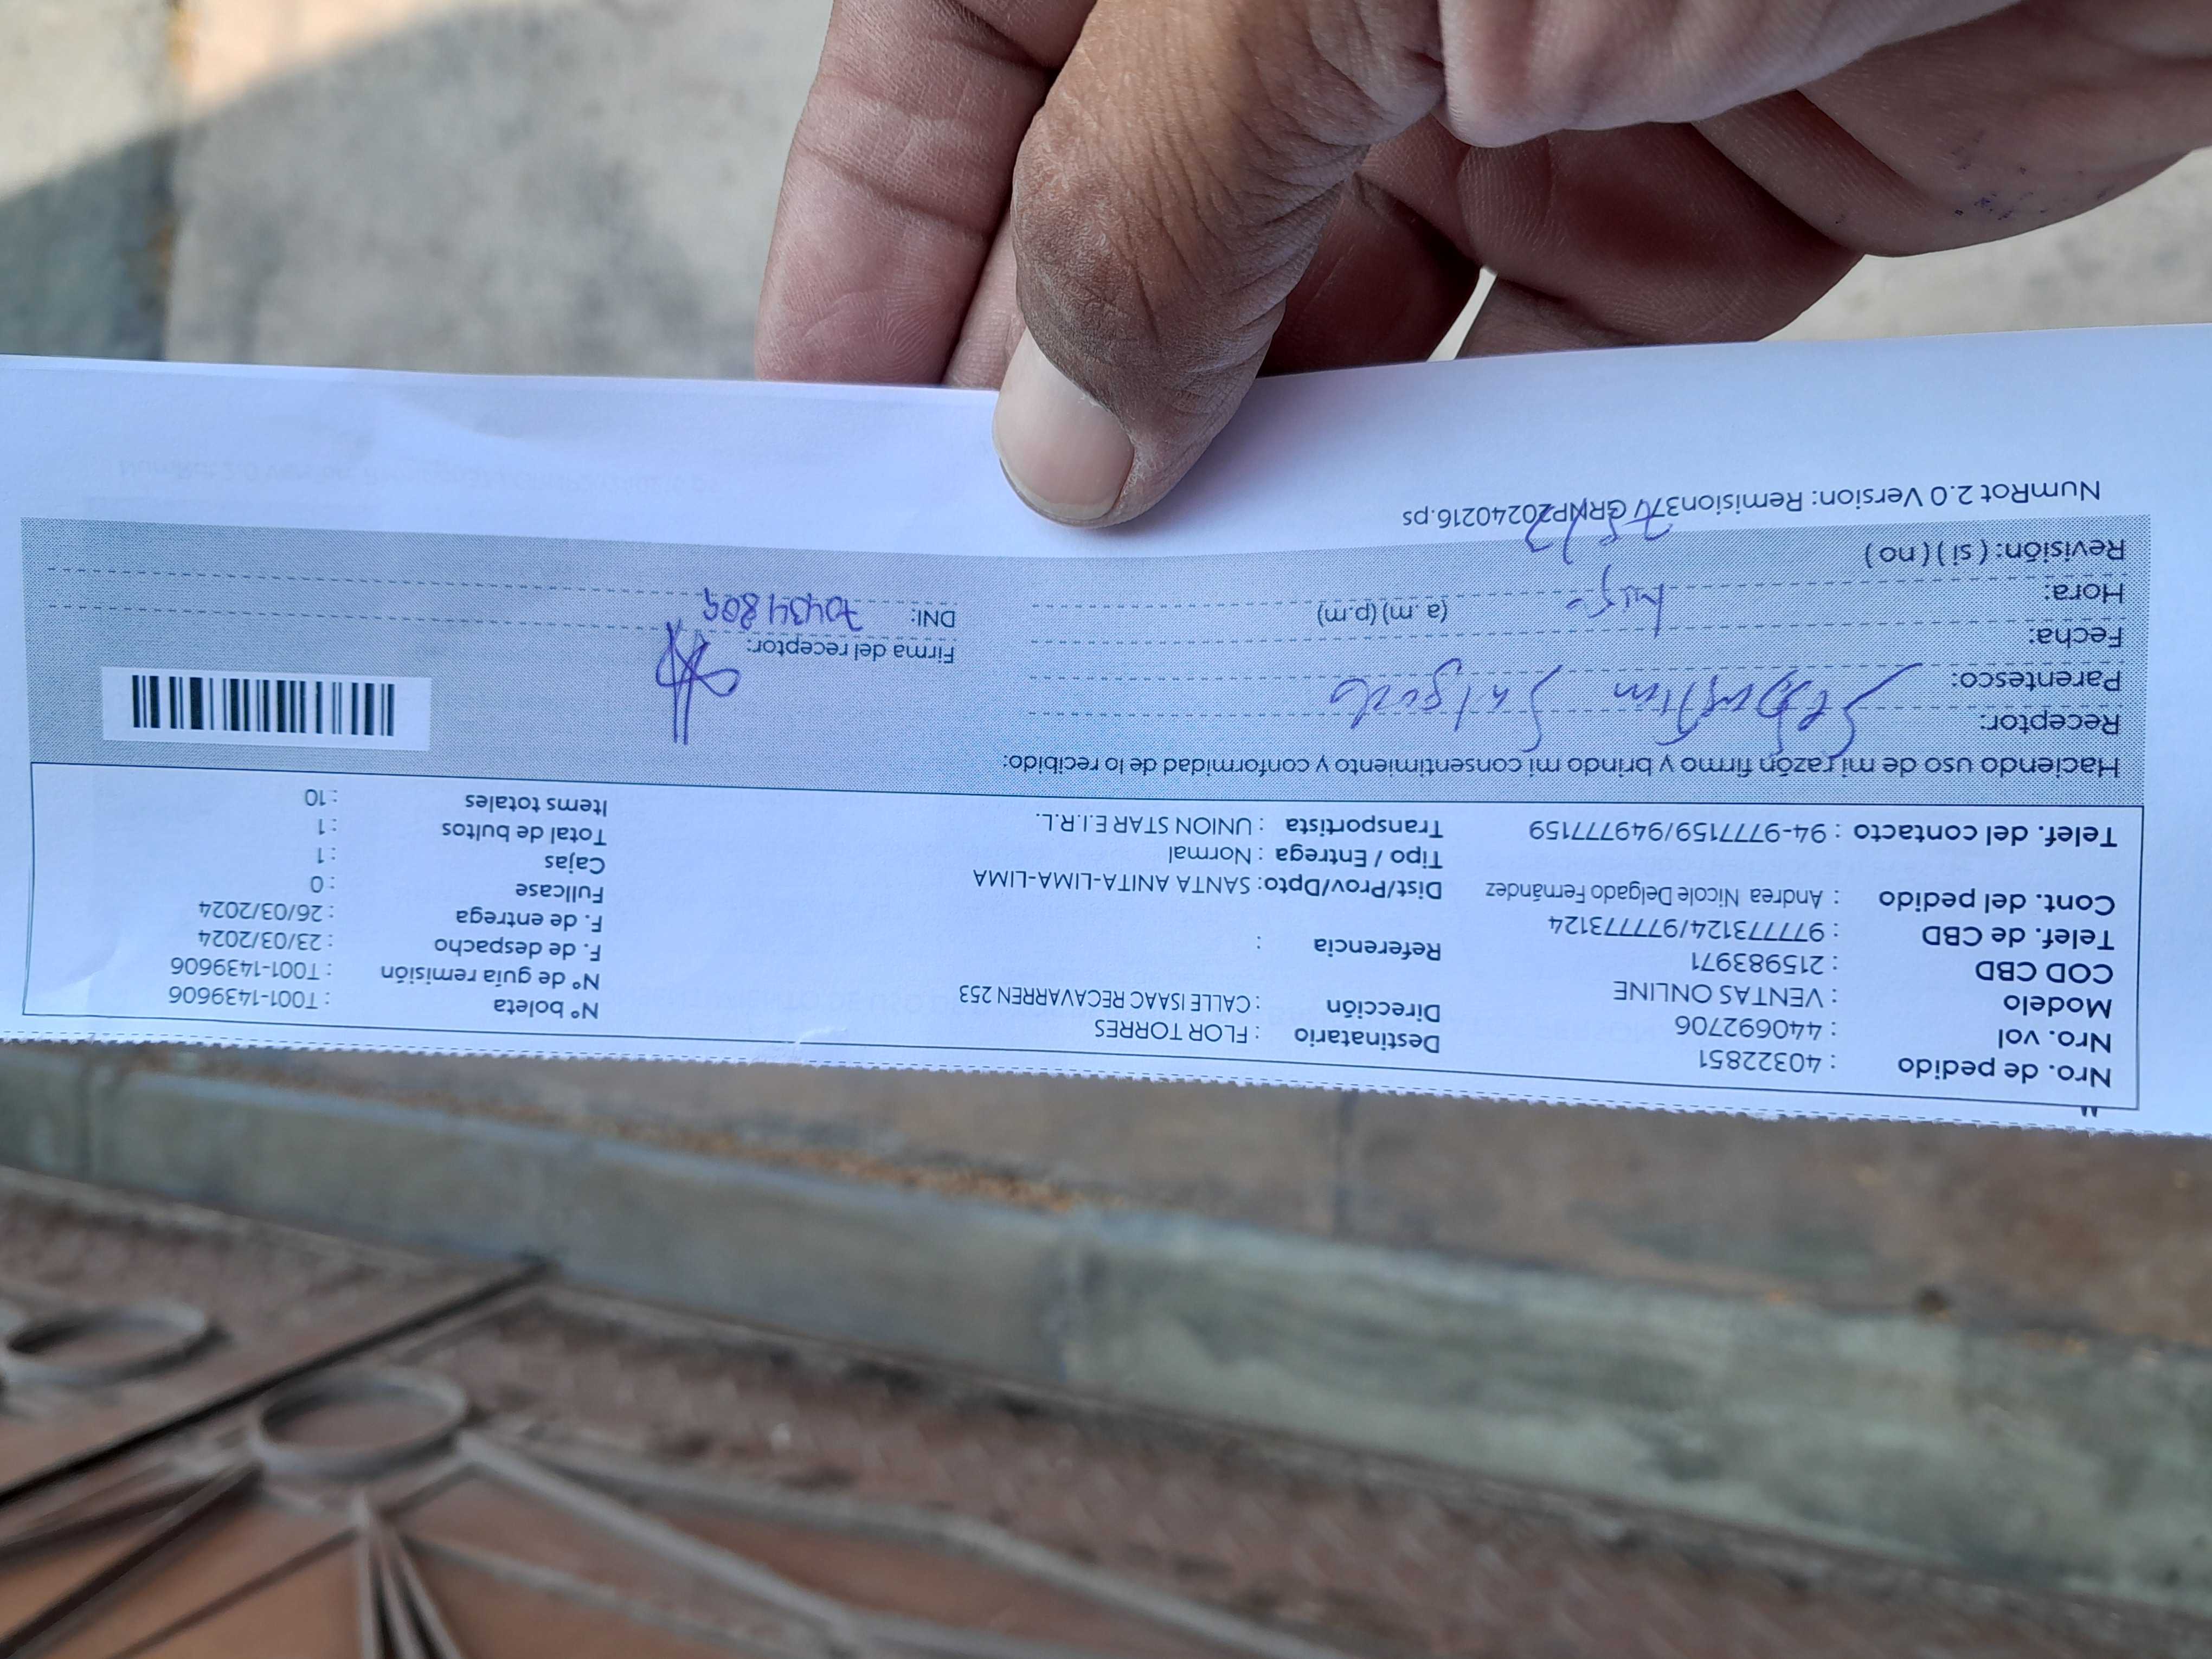 Nro. de pedido : 40322851 Destinatario : FLOR TORRES N° boleta : T001-1439606
Nro. vol : 440692706 Dirección : CALLE ISAAC RECAVARREN 253 N° de guía remisión : T001-1439606
Modelo : VENTAS ONLINE F. de despacho : 23/03/2024
COD CBD : 215983971 Referencia : F. de entrega : 26/03/2024
Telef. de CBD : 977773124/977773124 Fullcase : 0
Cont. del pedido : Andrea Nicole Delgado Fernández Dist/Prov/Dpto: SANTA ANITA-LIMA-LIMA Cajas : 1
Tipo / Entrega : Normal Total de bultos : 1
Telef. del contacto : 94-9777159/949777159 Transportista : UNION STAR E.I.R.L. Items totales : 10
Haciendo uso de mi razón firmo y brindo mi consentimiento y conformidad de lo recibido:
Receptor: Sebastian Salgado
Parentesco:
Fecha: Firma del receptor:
Hora: (a.m) (p.m) DNI: 70434809
Revisión: ( si ) ( no )
NumRot 2.0 Version: Remision37V GRNP20240216.ps